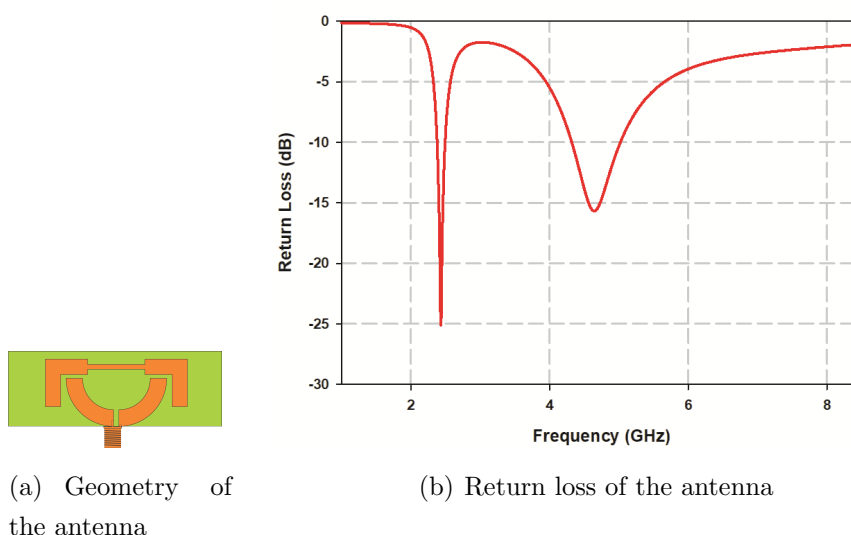 0
-5
-10
-15
-20
-25
-30
Return Loss (dB)
2 4 6 8
Frequency (GHz)
(a) Geometry of
the antenna
(b) Return loss of the antenna